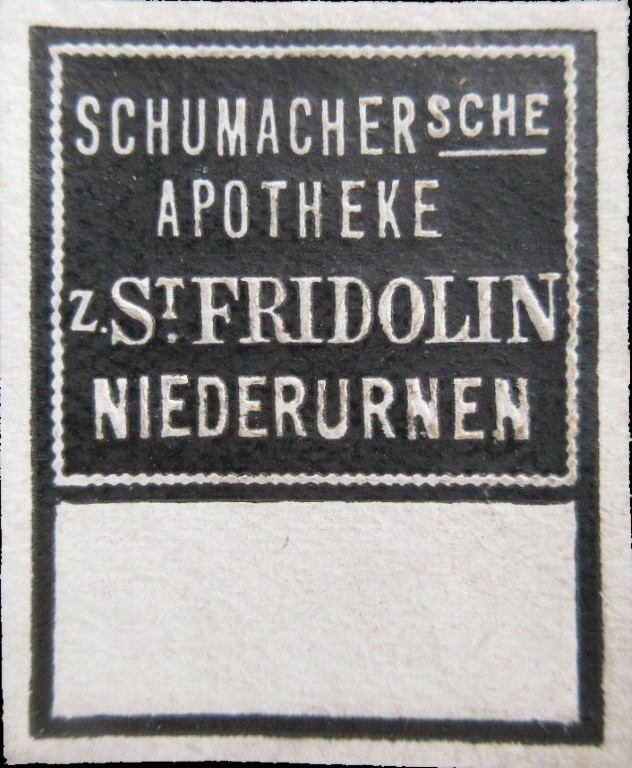 SCHUMACHERSCHE
APOTHEKE
Z. ST. FRIDOLIN
NIEDERURNEN